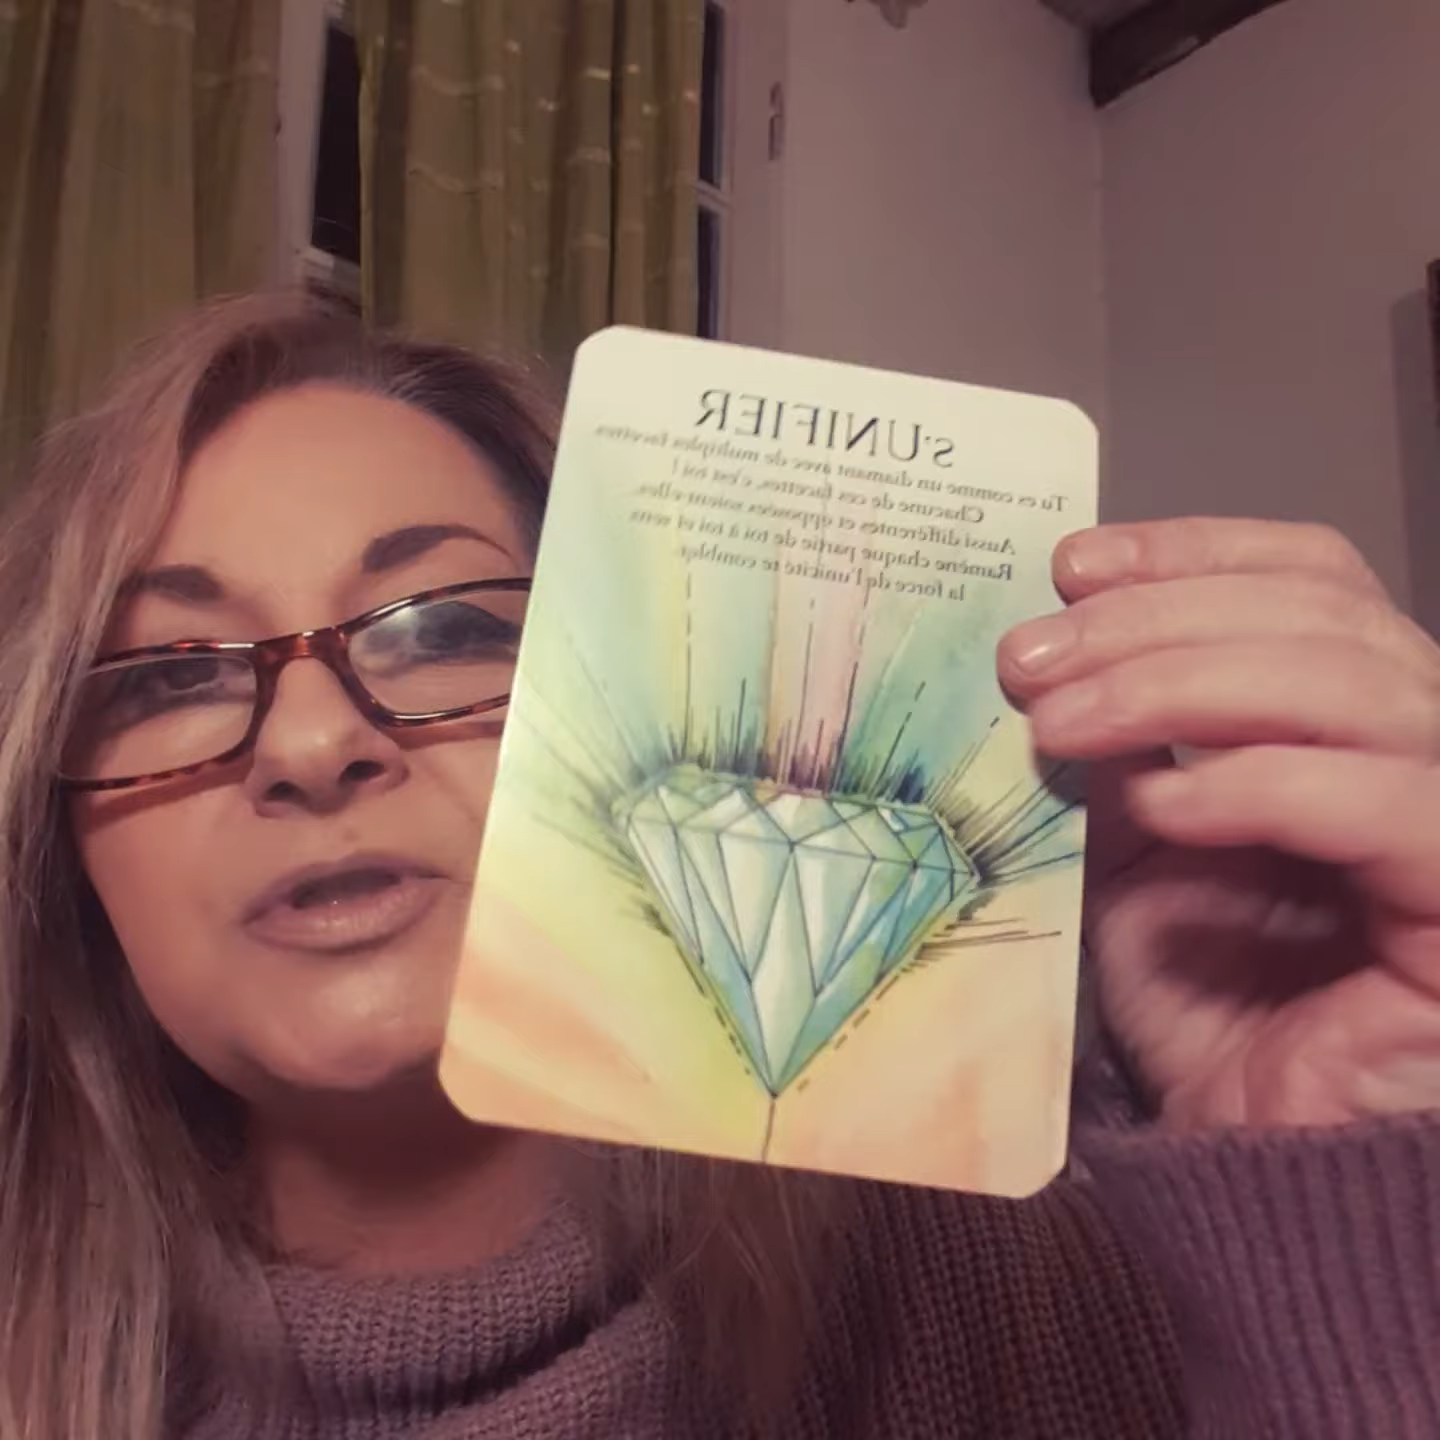 s'UNIFIER
Tu es comme un diamant avec de multiples facettes
Chacune de ces facettes, c'est toi !
Aussi différentes et opposées soient-elles,
Ramène chaque partie de toi à toi et sens
la force de l'unicité te combler.